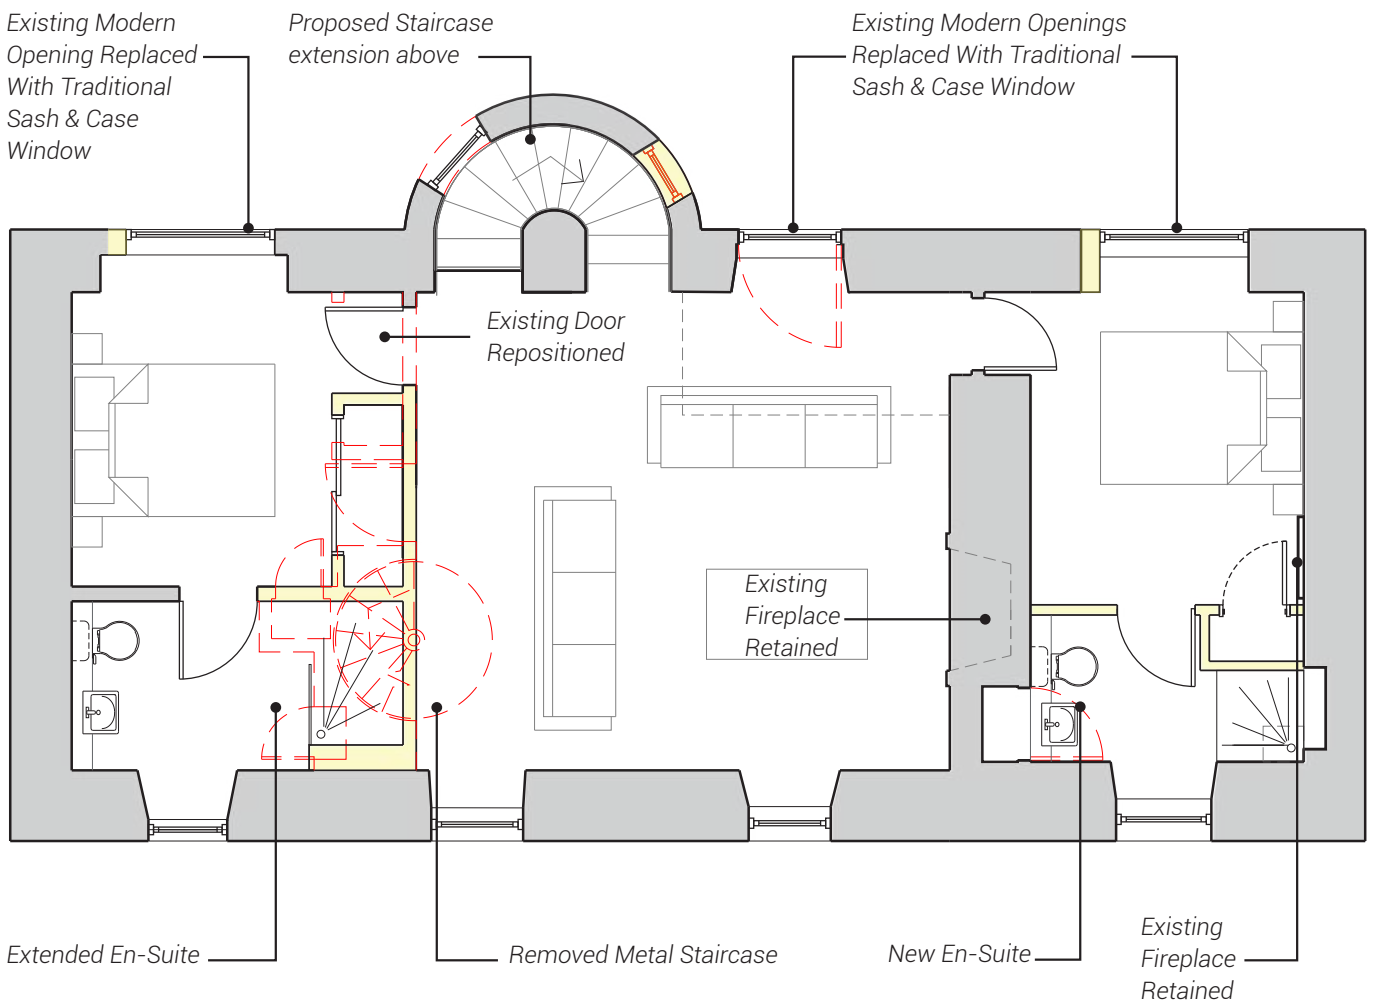 Existing Modern
Opening Replaced
With Traditional
Sash & Case
Window
Proposed Staircase
extension above
Existing Modern Openings
Replaced With Traditional
Sash & Case Window
Existing Door
Repositioned
Existing
Fireplace
Retained
Extended En-Suite
Removed Metal Staircase
New En-Suite
Existing
Fireplace
Retained